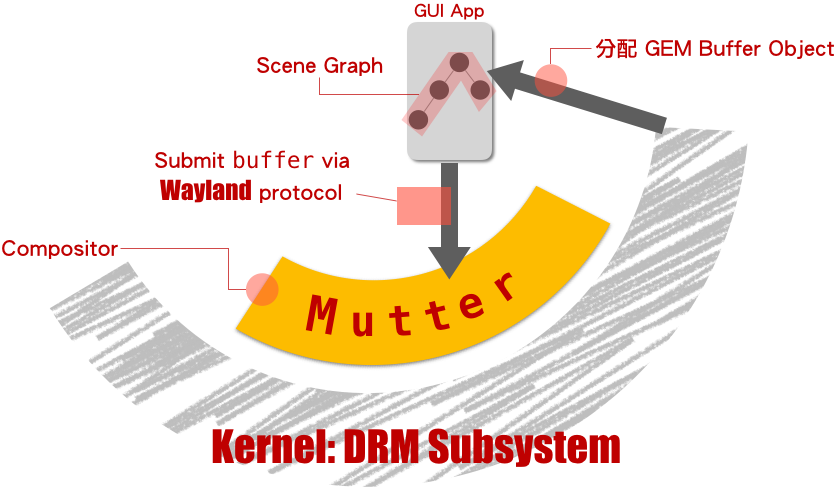 GUI App
分配 GEM Buffer Object
Scene Graph
Submit buffer via
Wayland protocol
Compositor
Mutter
Kernel: DRM Subsystem